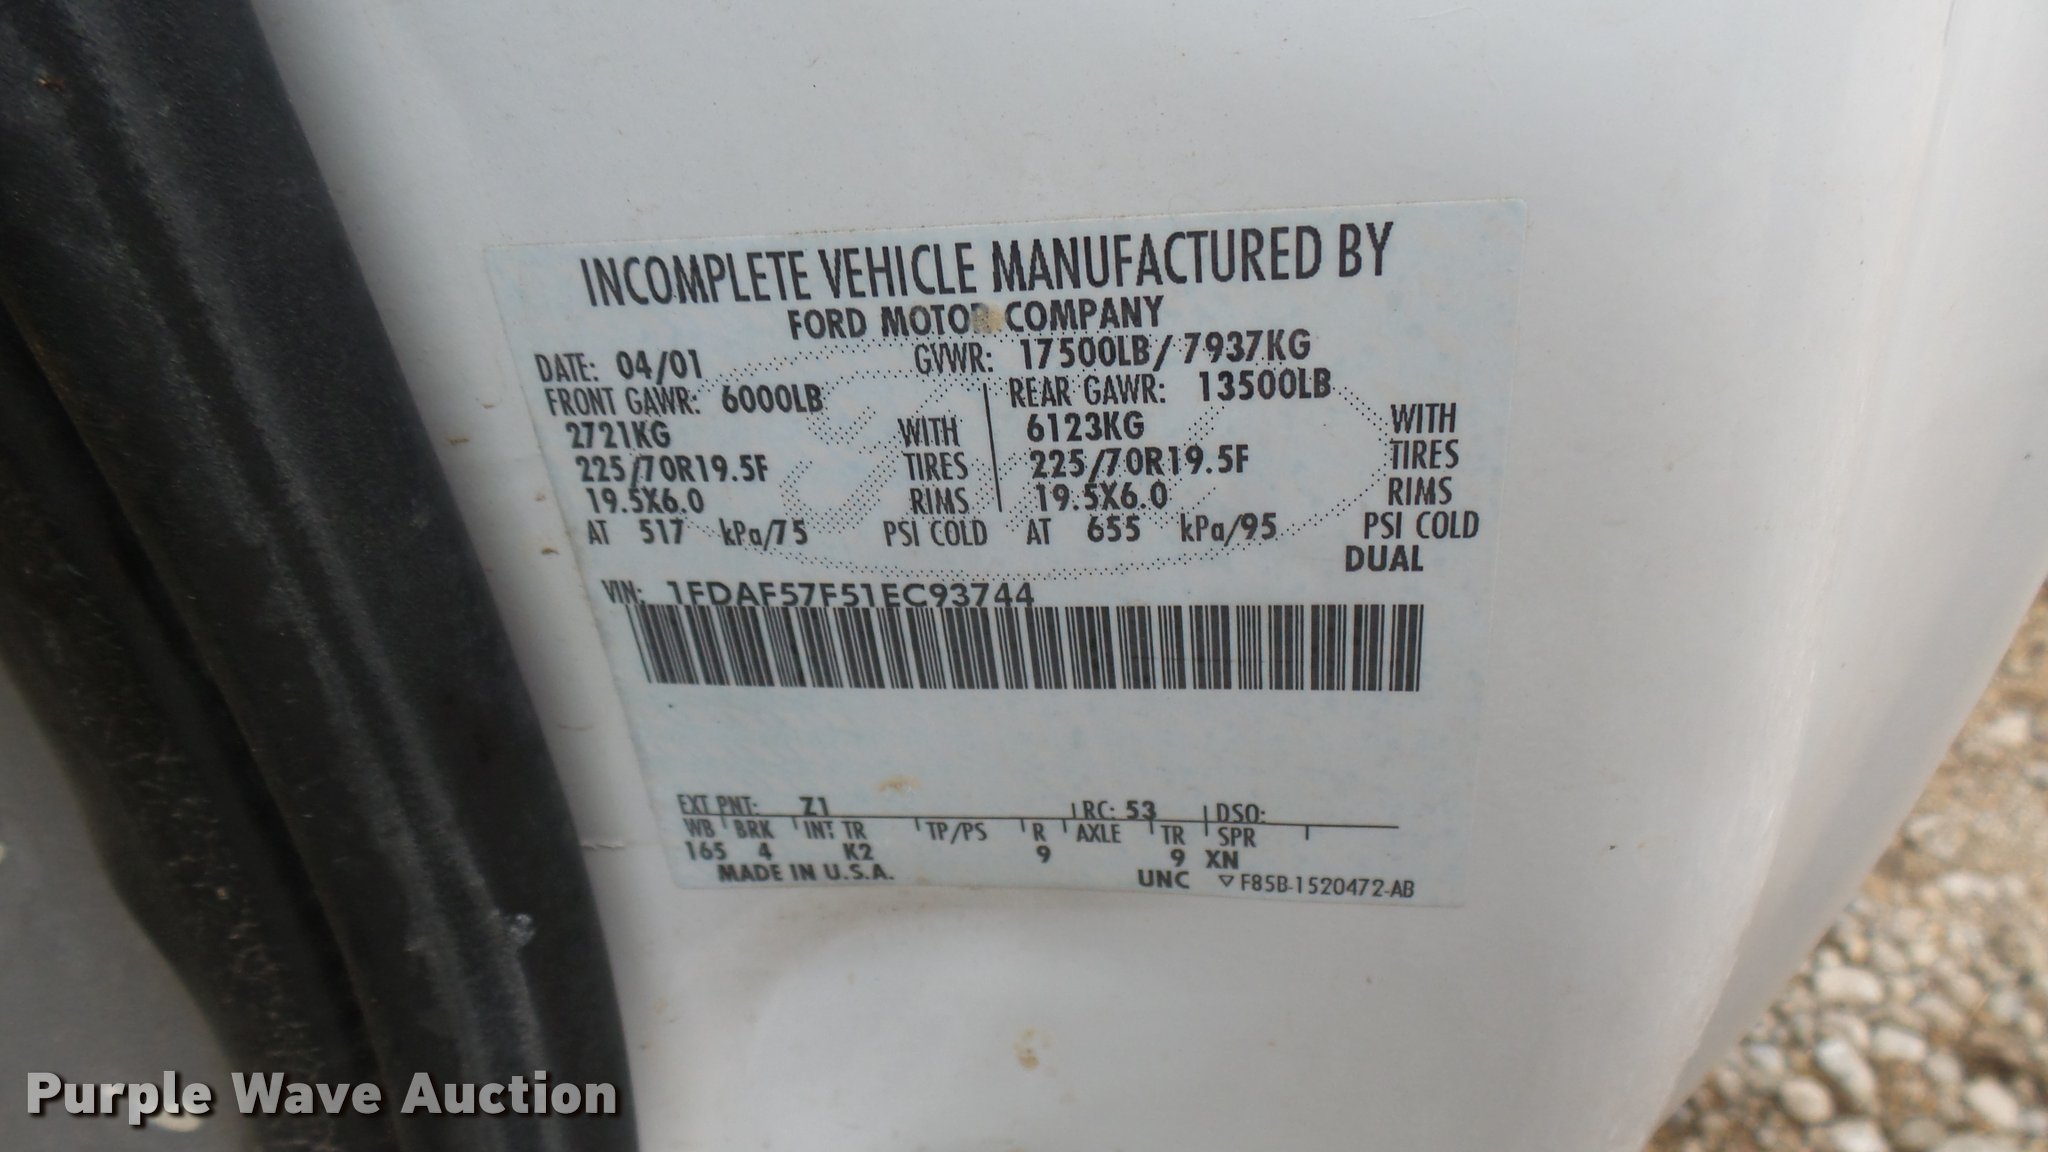 INCOMPLETE VEHICLE MANUFACTURED BY
FORD MOTOR COMPANY
DATE: 04/01 GVWR: 17500LB/ 7937KG
FRONT GAWR: 6000LB REAR GAWR: 13500LB
2721KG WITH 6123KG WITH
225/70R19.5F TIRES 225/70R19.5F TIRES
19.5X6.0 RIMS 19.5X6.0 RIMS
AT 517 kPa/75 PSI COLD AT 655 kPa/95 PSI COLD
DUAL
VIN: 1FDAF57F51EC93744
EXT PNT: Z1 RC: 53 DSO:
WB BRK INT TR TP/PS R AXLE TR SPR
165 4 K2 9 9 XN
MADE IN U.S.A. UNC ▽ F85B-1520472-AB
Purple Wave Auction